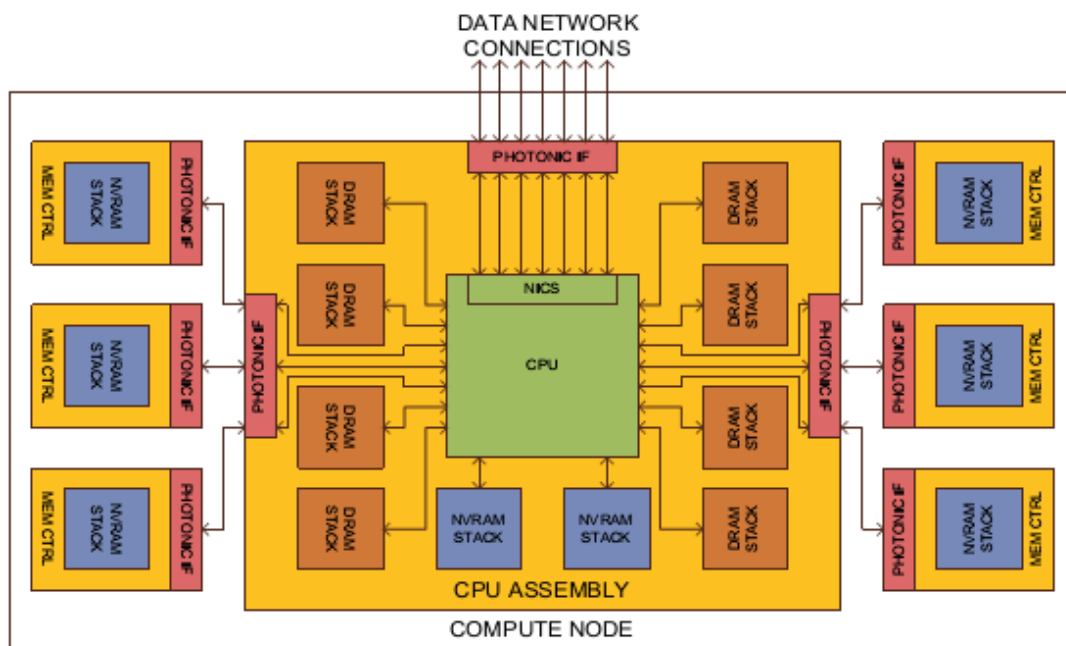 DATA NETWORK
CONNECTIONS
PHOTONIC IF
NVRAM
STACK
MEM CTRL
PHOTONIC IF
NVRAM
STACK
MEM CTRL
PHOTONIC IF
NVRAM
STACK
MEM CTRL
PHOTONIC IF
PHOTONIC IF
DRAM
STACK
DRAM
STACK
DRAM
STACK
DRAM
STACK
NICS
CPU
NVRAM
STACK
NVRAM
STACK
DRAM
STACK
DRAM
STACK
DRAM
STACK
DRAM
STACK
PHOTONIC IF
PHOTONIC IF
NVRAM
STACK
MEM CTRL
PHOTONIC IF
NVRAM
STACK
MEM CTRL
PHOTONIC IF
NVRAM
STACK
MEM CTRL
CPU ASSEMBLY
COMPUTE NODE